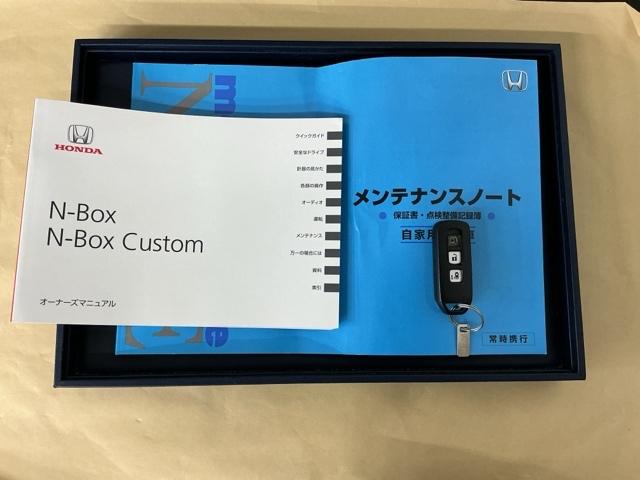 HONDA
N-Box
N-Box Custom
オーナーズマニュアル
クイックガイド
安全なドライブ
計器の見かた
各部の操作
オーディオ
運転
メンテナンス
万一の場合には
資料
索引
メンテナンスノート
保証書・点検整備記録簿
自家用
常時携行